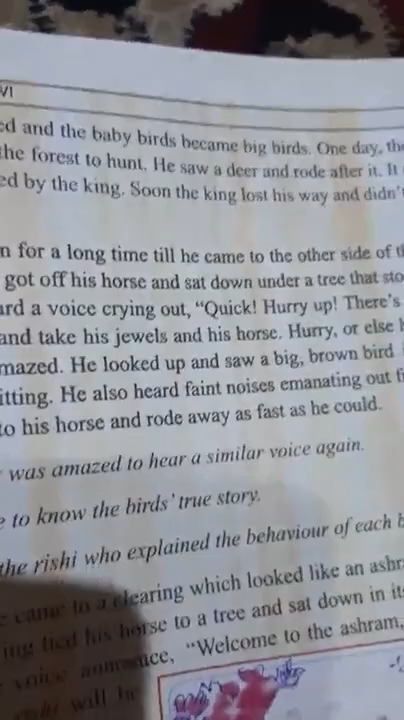 VI
ed and the baby birds became big birds. One day, the
the forest to hunt. He saw a deer and rode after it. It
ed by the king. Soon the king lost his way and didn't
n for a long time till he came to the other side of
got off his horse and sat down under a tree that sto
ard a voice crying out, "Quick! Hurry up! There's
and take his jewels and his horse. Hurry, or else
mazed. He looked up and saw a big, brown bird
itting. He also heard faint noises emanating out
to his horse and rode away as fast as he could.
was amazed to hear a similar voice again.
e to know the birds' true story.
the rishi who explained the behaviour of each b
came to a clearing which looked like an ashr
ing tied his horse to a tree and sat down in its
voice announce, "Welcome to the ashram,
rishi will be